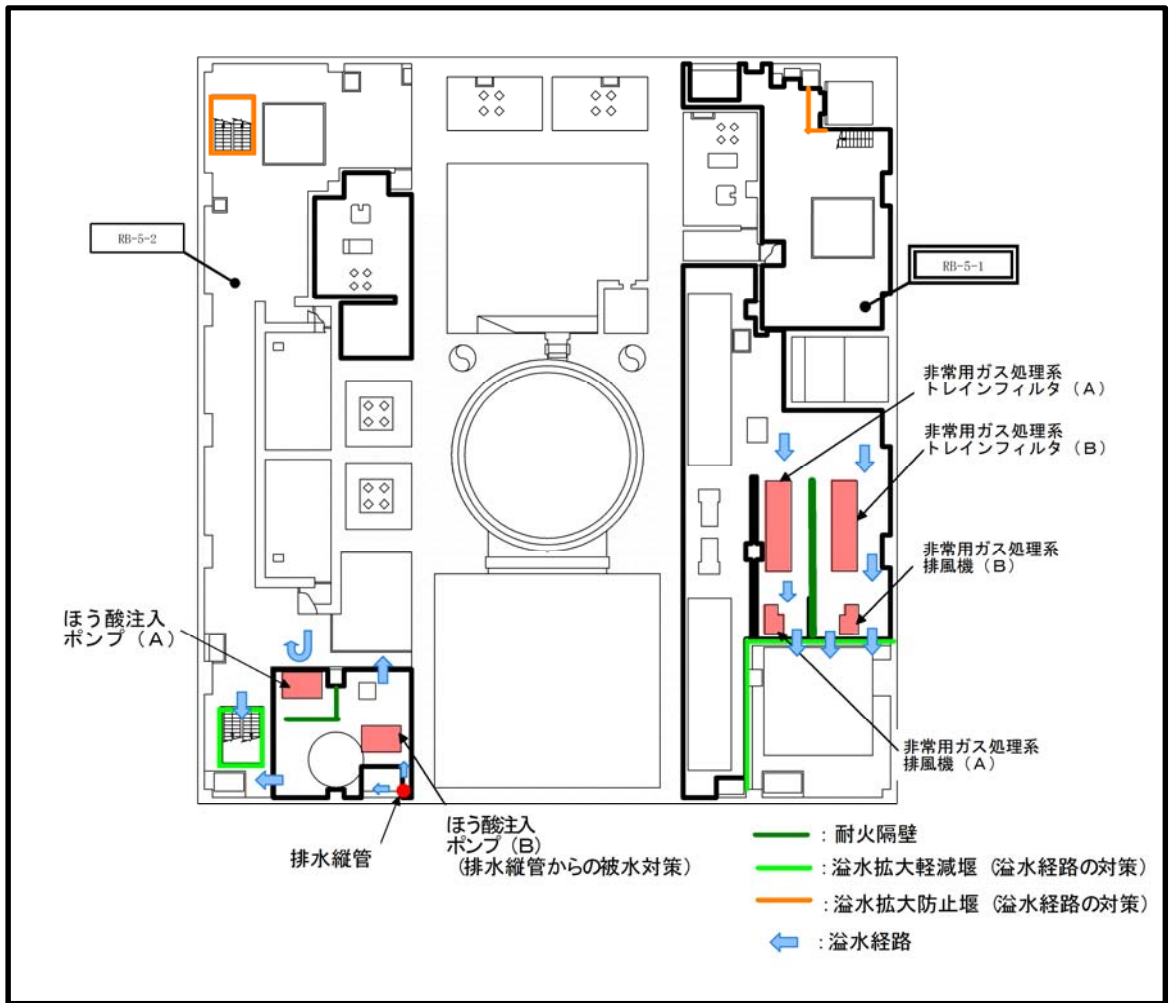 RB-5-2
RB-5-1
非常用ガス処理系
トレインフィルタ（A）
非常用ガス処理系
トレインフィルタ（B）
非常用ガス処理系
排風機（B）
ほう酸注入
ポンプ（A）
非常用ガス処理系
排風機（A）
ほう酸注入
ポンプ（B）
（排水縦管からの被水対策）
排水縦管
：耐火隔壁
：溢水拡大軽減堰（溢水経路の対策）
：溢水拡大防止堰（溢水経路の対策）
：溢水経路